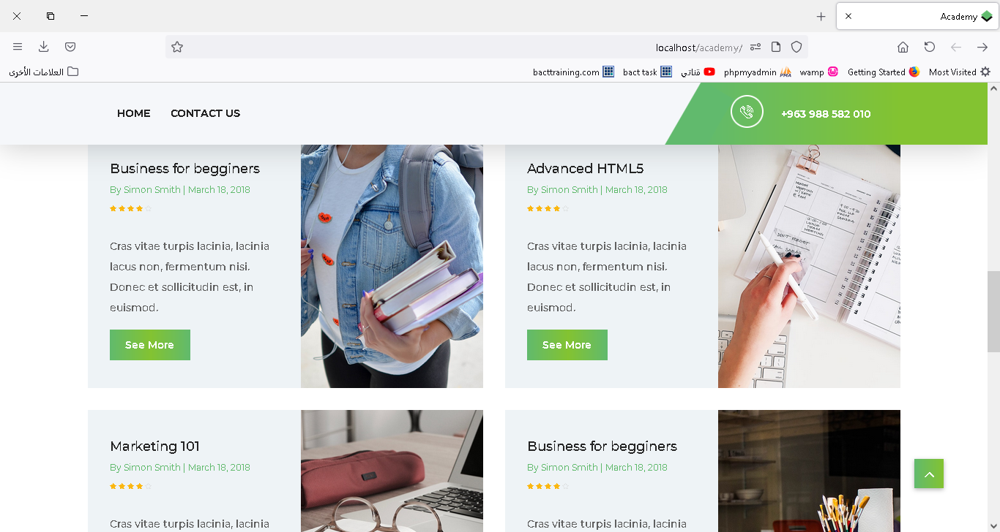 Academy
localhost/academy/
العلامات الأخرى
bacttraining.com
bact task
قناتي
phpmyadmin
wamp
Getting Started
Most Visited
HOME
CONTACT US
+963 988 582 010
Business for begginers
By Simon Smith | March 18, 2018
Cras vitae turpis lacinia, lacinia
lacus non, fermentum nisi.
Donec et sollicitudin est, in
euismod.
See More
Advanced HTML5
By Simon Smith | March 18, 2018
Cras vitae turpis lacinia, lacinia
lacus non, fermentum nisi.
Donec et sollicitudin est, in
euismod.
See More
Marketing 101
By Simon Smith | March 18, 2018
Cras vitae turpis lacinia, lacinia
Business for begginers
By Simon Smith | March 18, 2018
Cras vitae turpis lacinia, lacinia